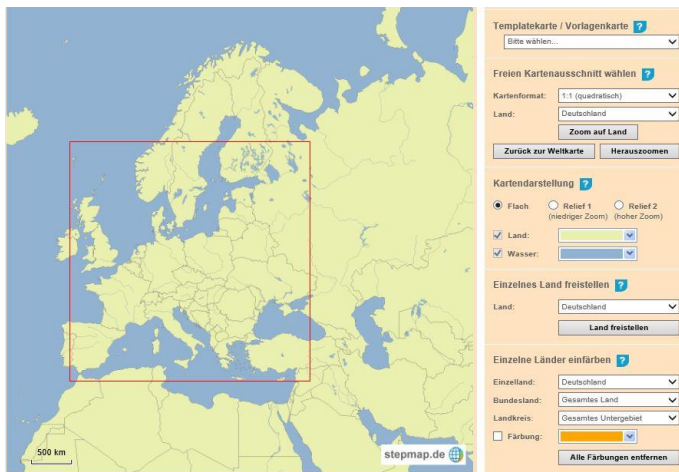 500 km
stepmap.de
Templatekarte / Vorlagenkarte ?
Bitte wählen...
Freien Kartenausschnitt wählen ?
Kartenformat: 1:1 (quadratisch)
Land: Deutschland
Zoom auf Land
Zurück zur Weltkarte Herauszoomen
Kartendarstellung ?
Flach Relief 1 Relief 2
(niedriger Zoom) (hoher Zoom)
Land:
Wasser:
Einzelnes Land freistellen ?
Land: Deutschland
Land freistellen
Einzelne Länder einfärben ?
Einzelland: Deutschland
Bundesland: Gesamtes Land
Landkreis: Gesamtes Untergebiet
Färbung:
Alle Färbungen entfernen